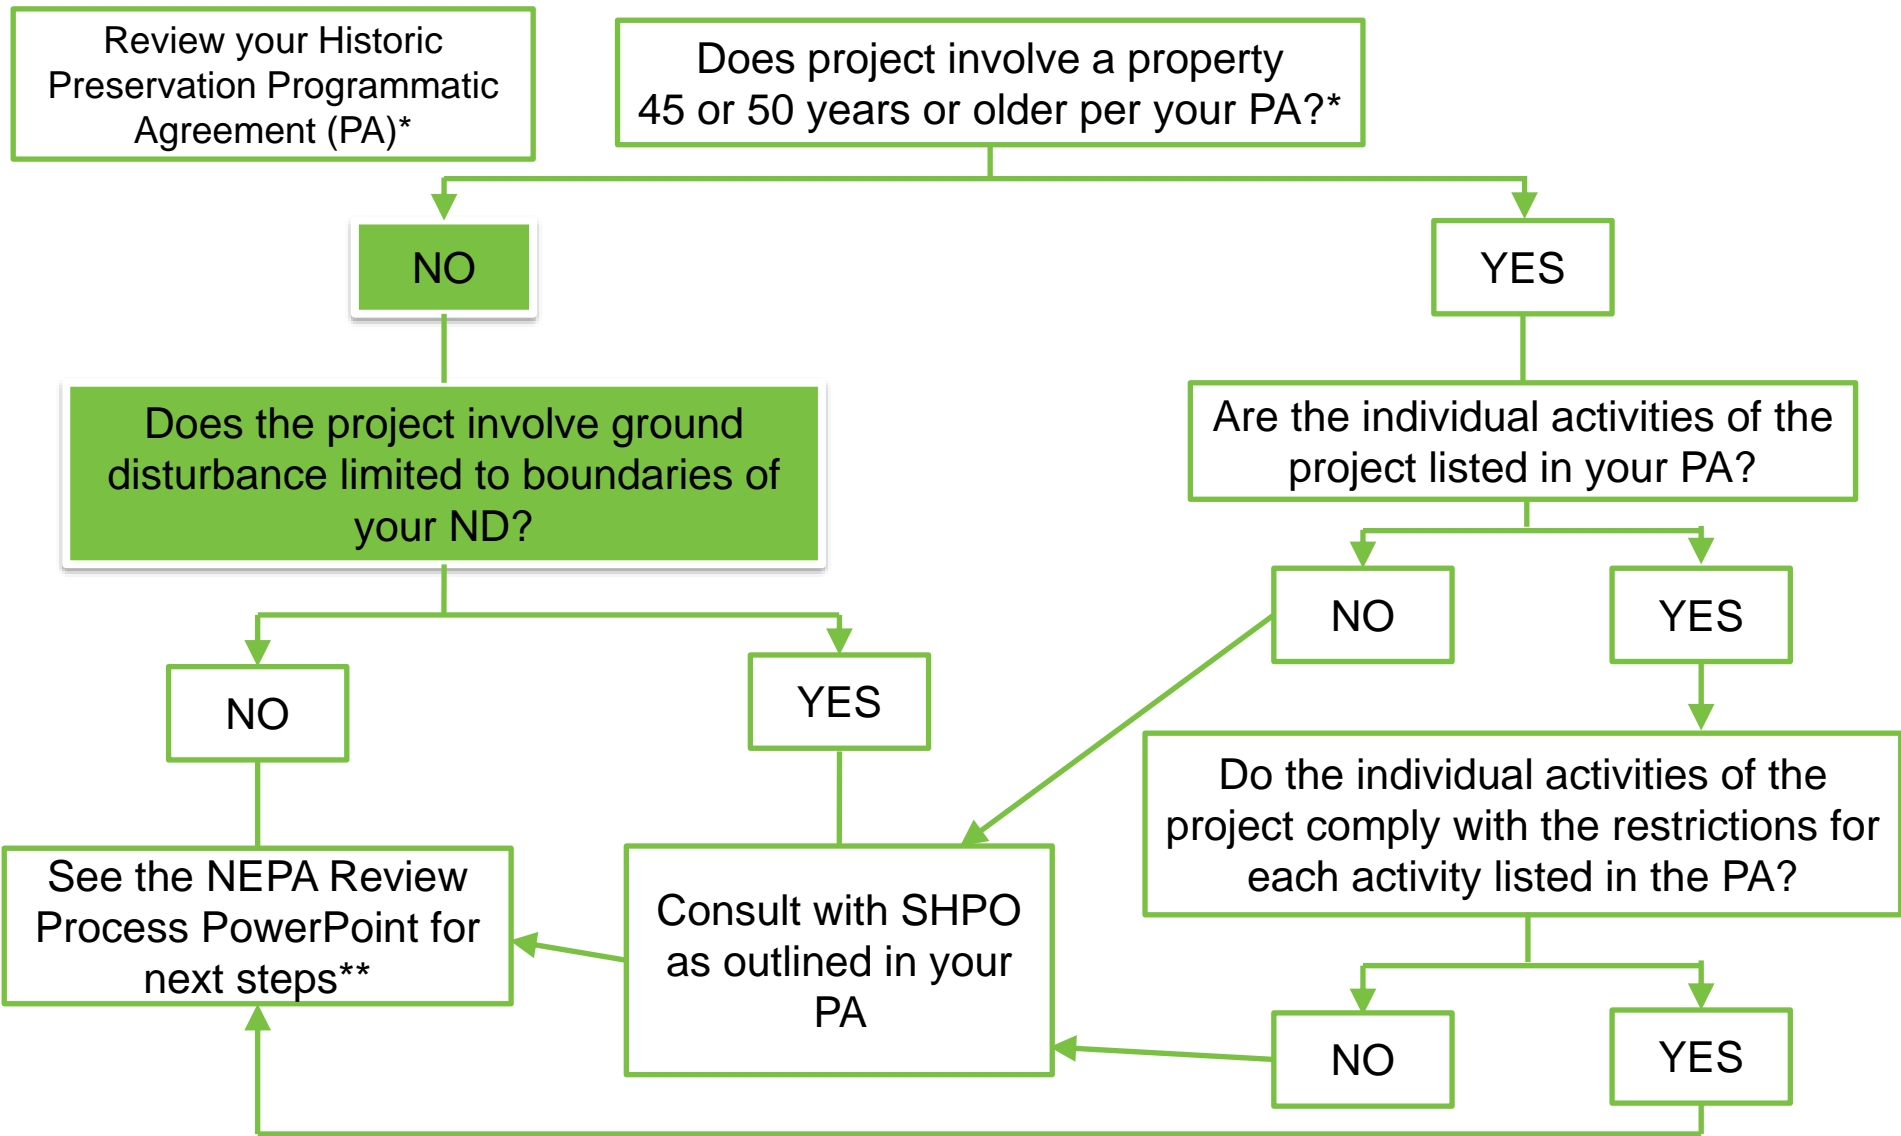 Review your Historic
Preservation Programmatic
Agreement (PA)*
Does project involve a property
45 or 50 years or older per your PA?*
NO
YES
Does the project involve ground
disturbance limited to boundaries of
your ND?
Are the individual activities of the
project listed in your PA?
NO
YES
NO
YES
Do the individual activities of the
project comply with the restrictions for
each activity listed in the PA?
See the NEPA Review
Process PowerPoint for
next steps**
Consult with SHPO
as outlined in your
PA
NO
YES